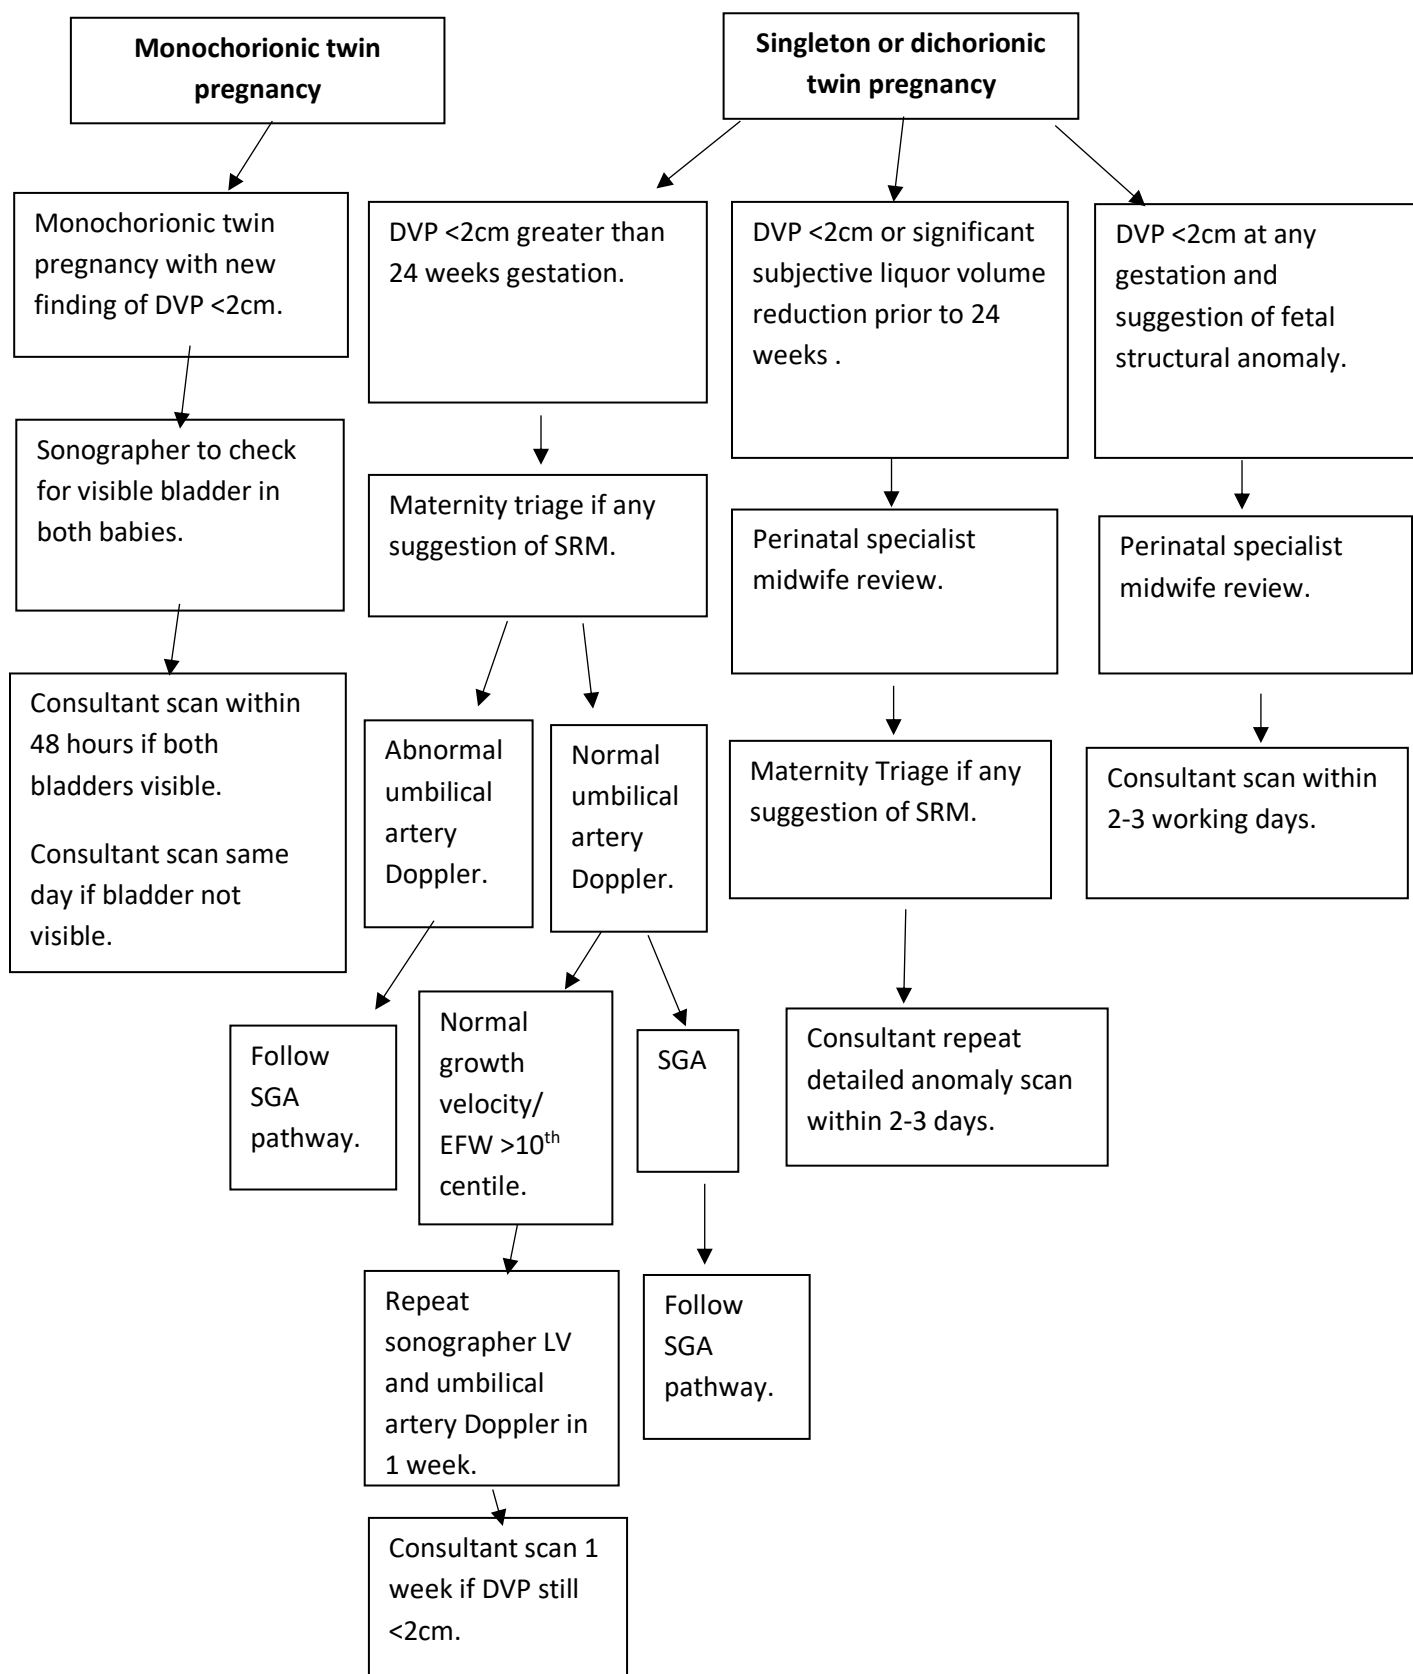 Monochorionic twin
pregnancy
Singleton or dichorionic
twin pregnancy
Monochorionic twin
pregnancy with new
finding of DVP <2cm.
DVP <2cm greater than
24 weeks gestation.
DVP <2cm or significant
subjective liquor volume
reduction prior to 24
weeks .
DVP <2cm at any
gestation and
suggestion of fetal
structural anomaly.
Sonographer to check
for visible bladder in
both babies.
Maternity triage if any
suggestion of SRM.
Perinatal specialist
midwife review.
Perinatal specialist
midwife review.
Consultant scan within
48 hours if both
bladders visible.
Consultant scan same
day if bladder not
visible.
Abnormal
umbilical
artery
Doppler.
Normal
umbilical
artery
Doppler.
Maternity Triage if any
suggestion of SRM.
Consultant scan within
2-3 working days.
Follow
SGA
pathway.
Normal
growth
velocity/
EFW >10th
centile.
SGA
Consultant repeat
detailed anomaly scan
within 2-3 days.
Repeat
sonographer LV
and umbilical
artery Doppler in
1 week.
Follow
SGA
pathway.
Consultant scan 1
week if DVP still
<2cm.